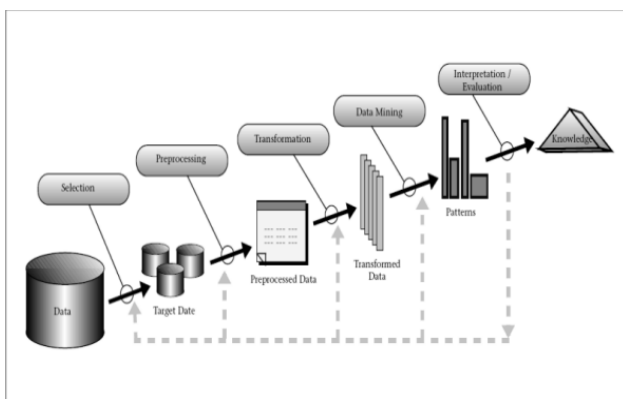 Interpretation /
Evaluation
Data Mining
Transformation
Preprocessing
Selection
Knowledge
Patterns
Transformed
Data
Preprocessed Data
Target Date
Data